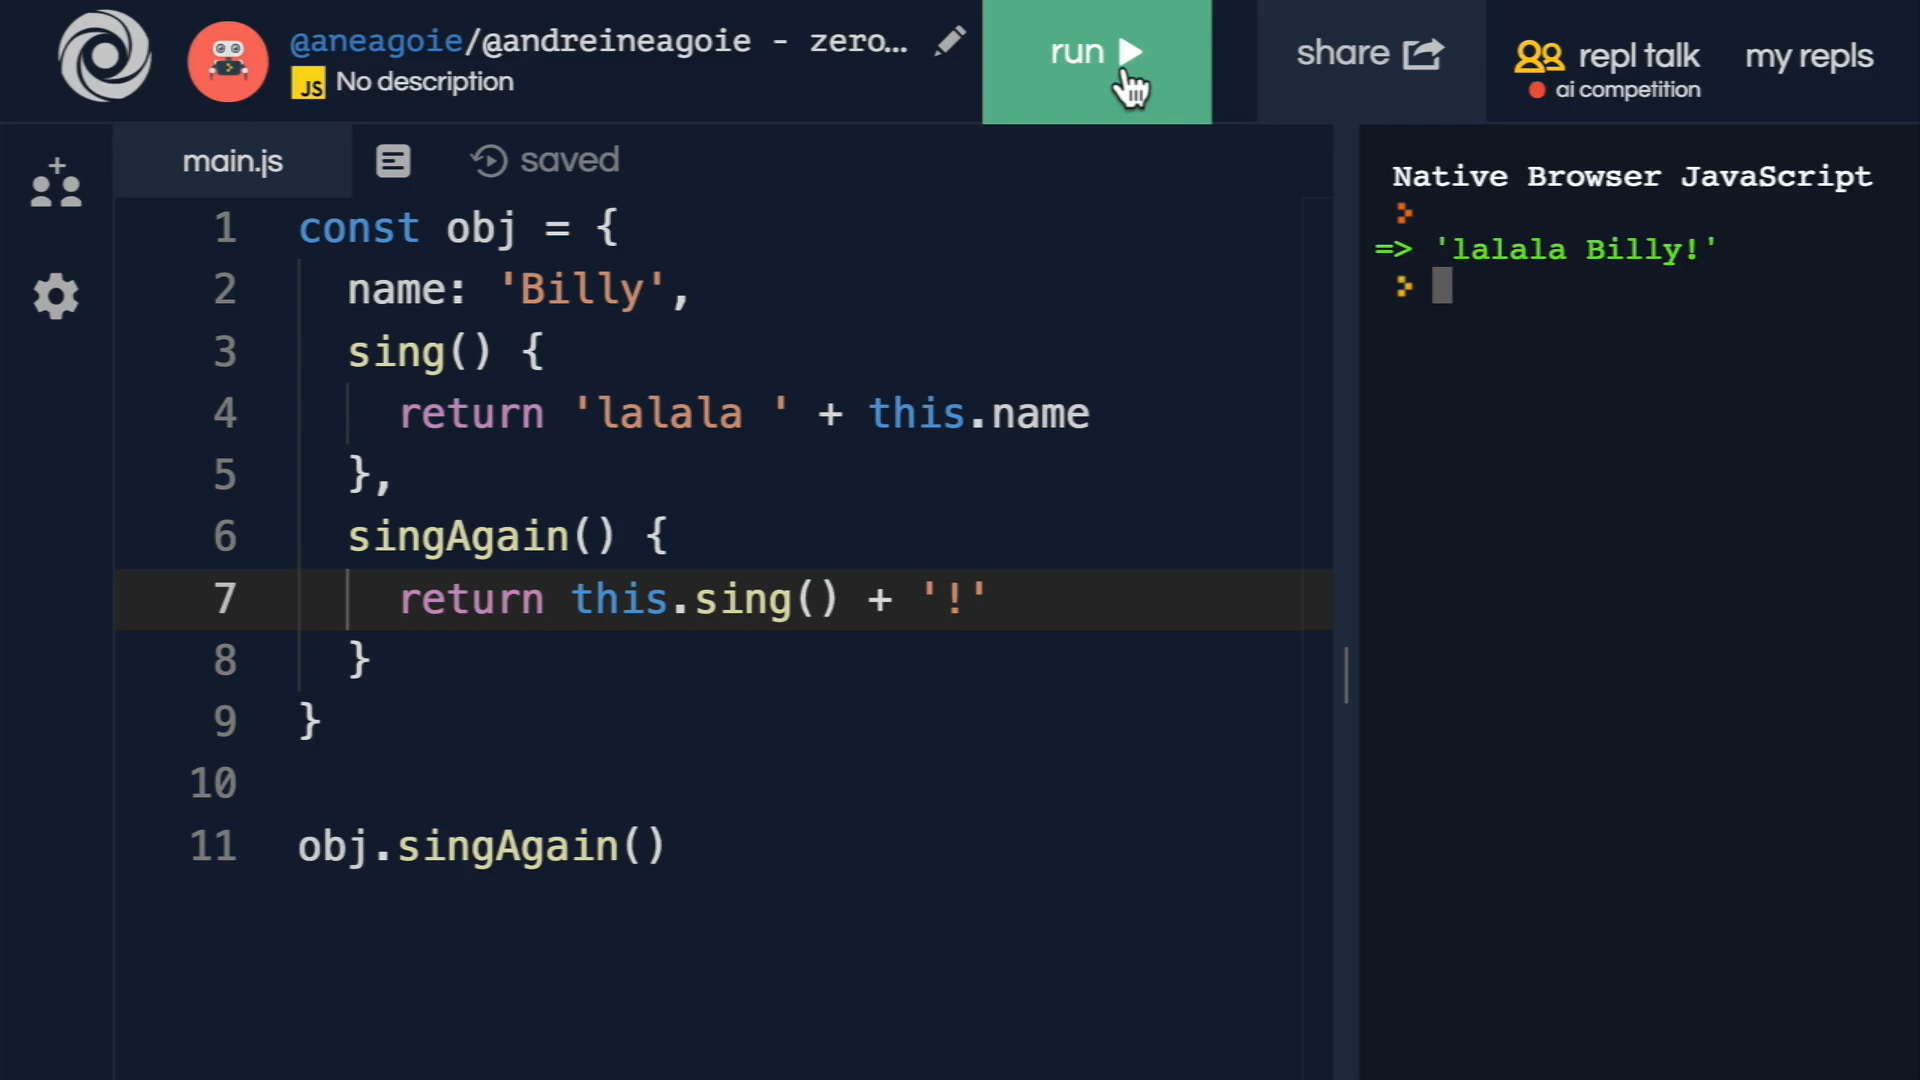 @aneagoie/@andreineagoie - zero...
JS No description
run
share
repl talk
ai competition
my repls
main.js
saved
1 const obj = {
2   name: 'Billy',
3   sing() {
4     return 'lalala ' + this.name
5   },
6   singAgain() {
7     return this.sing() + '!'
8   }
9 }
10
11 obj.singAgain()
Native Browser JavaScript
=> 'lalala Billy!'